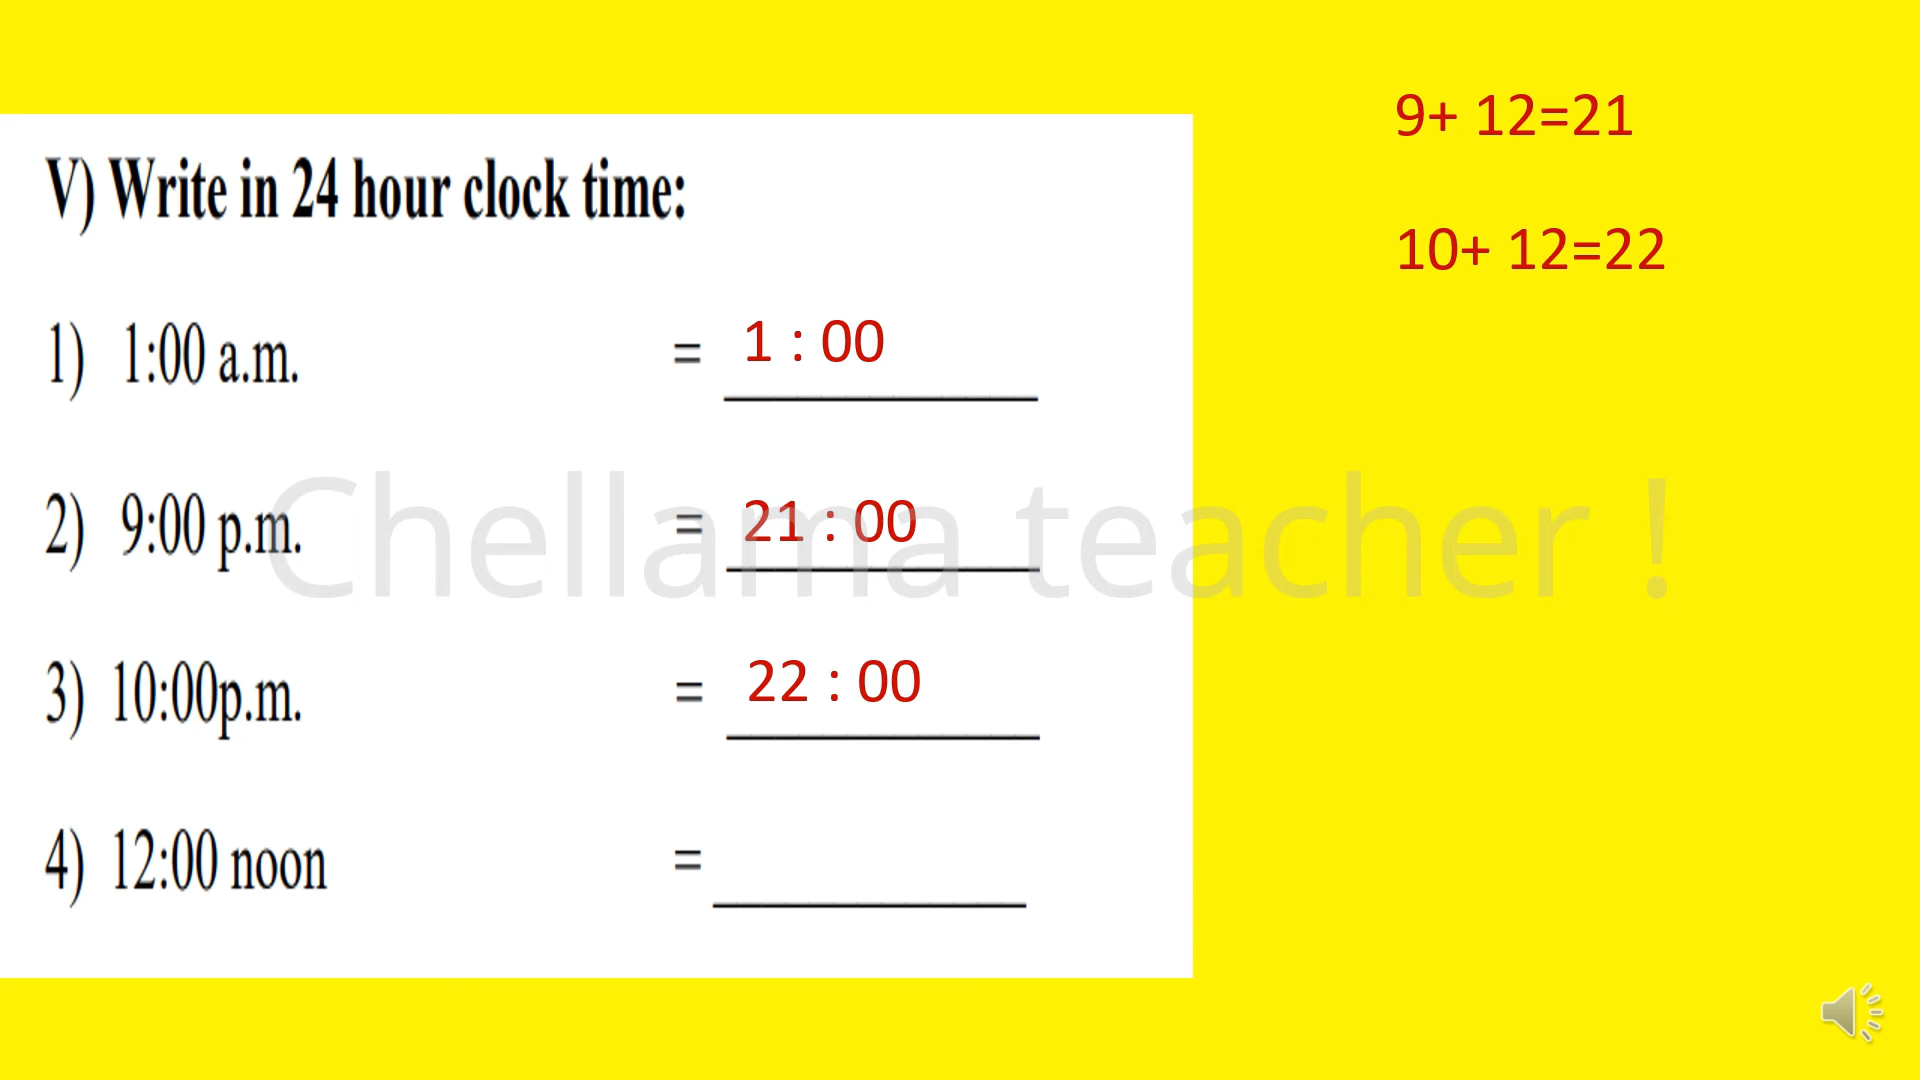 9+ 12=21
10+ 12=22
V) Write in 24 hour clock time:
1) 1:00 a.m. = 1 : 00
2) 9:00 p.m. = 21 : 00
Chellama teacher !
3) 10:00p.m. = 22 : 00
4) 12:00 noon = ____________